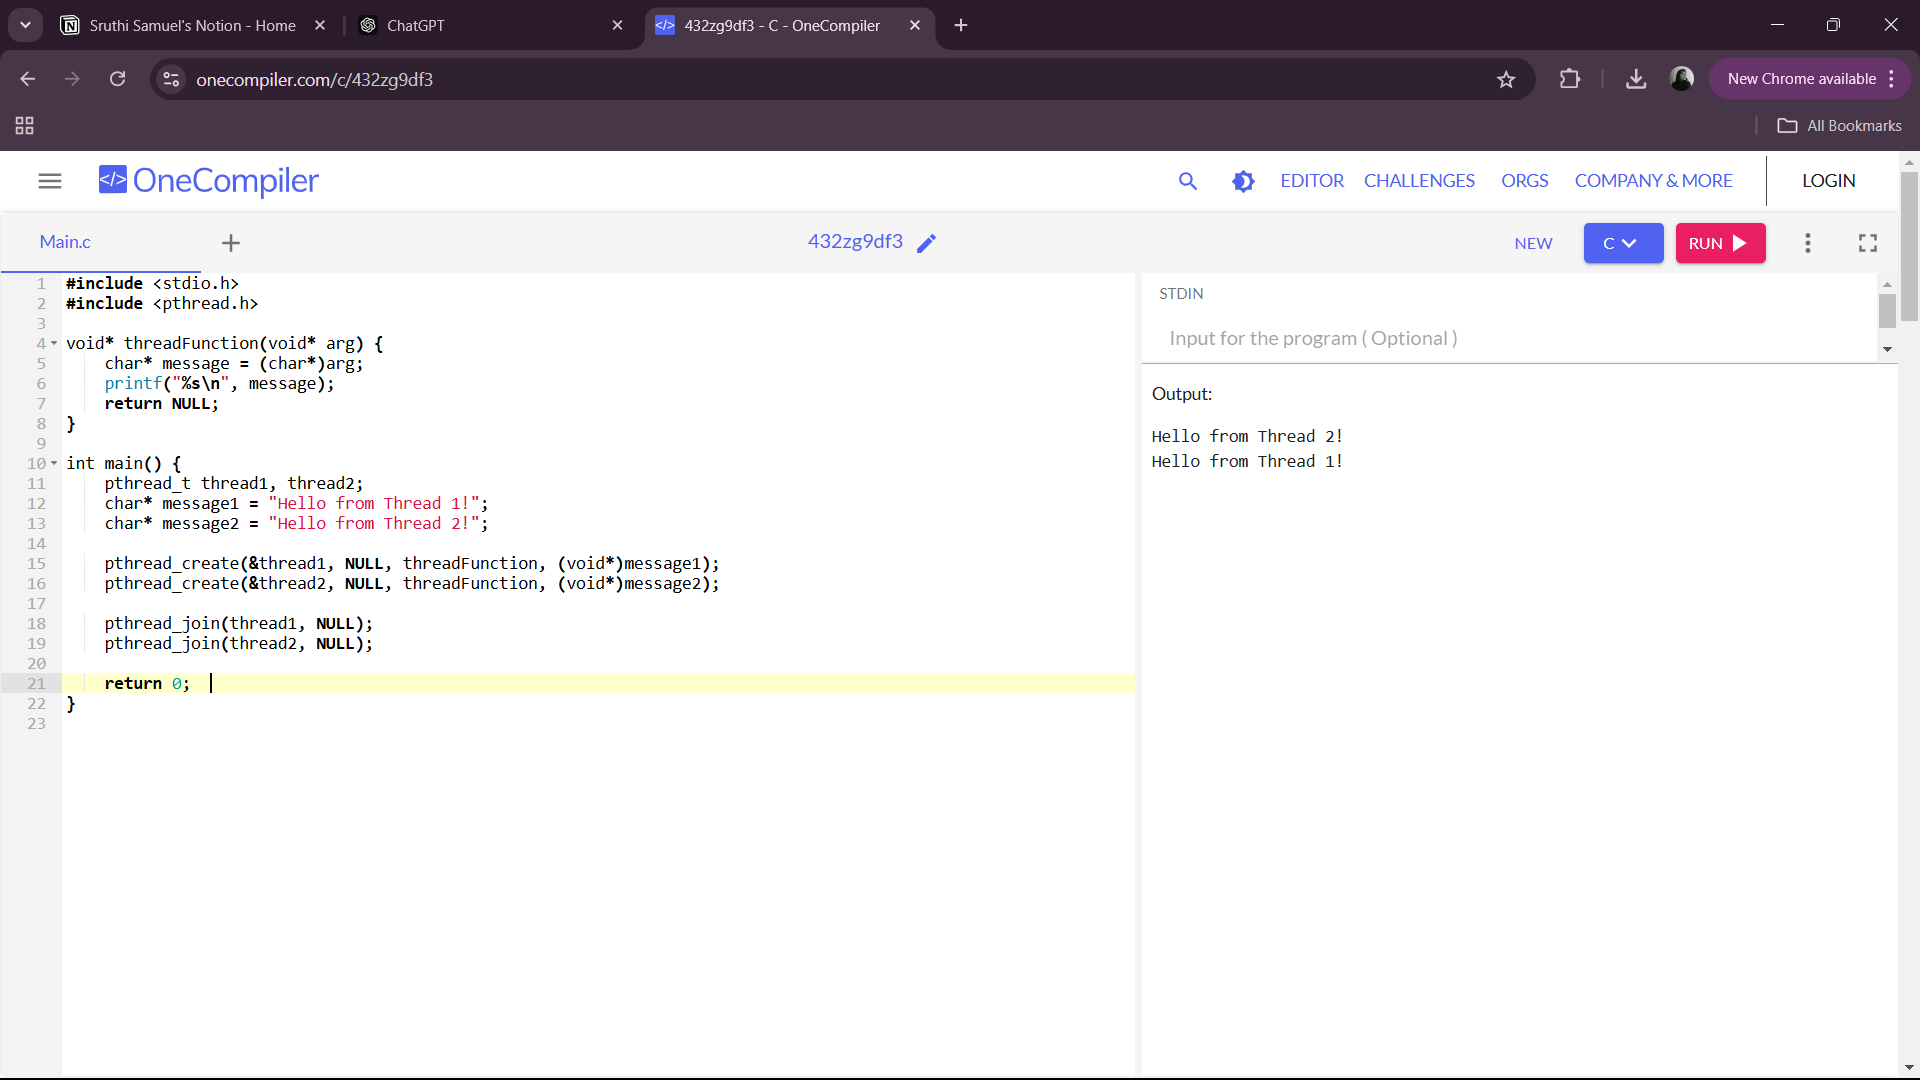 Sruthi Samuel's Notion - Home
ChatGPT
432zg9df3 - C - OneCompiler
onecompiler.com/c/432zg9df3
New Chrome available
All Bookmarks
</> OneCompiler
EDITOR CHALLENGES ORGS COMPANY & MORE LOGIN
Main.c
432zg9df3
NEW C RUN
1 #include <stdio.h>
2 #include <pthread.h>
3
4 void* threadFunction(void* arg) {
5     char* message = (char*)arg;
6     printf("%s\n", message);
7     return NULL;
8 }
9
10 int main() {
11     pthread_t thread1, thread2;
12     char* message1 = "Hello from Thread 1!";
13     char* message2 = "Hello from Thread 2!";
14
15     pthread_create(&thread1, NULL, threadFunction, (void*)message1);
16     pthread_create(&thread2, NULL, threadFunction, (void*)message2);
17
18     pthread_join(thread1, NULL);
19     pthread_join(thread2, NULL);
20
21     return 0;
22 }
23
STDIN
Input for the program ( Optional )
Output:
Hello from Thread 2!
Hello from Thread 1!